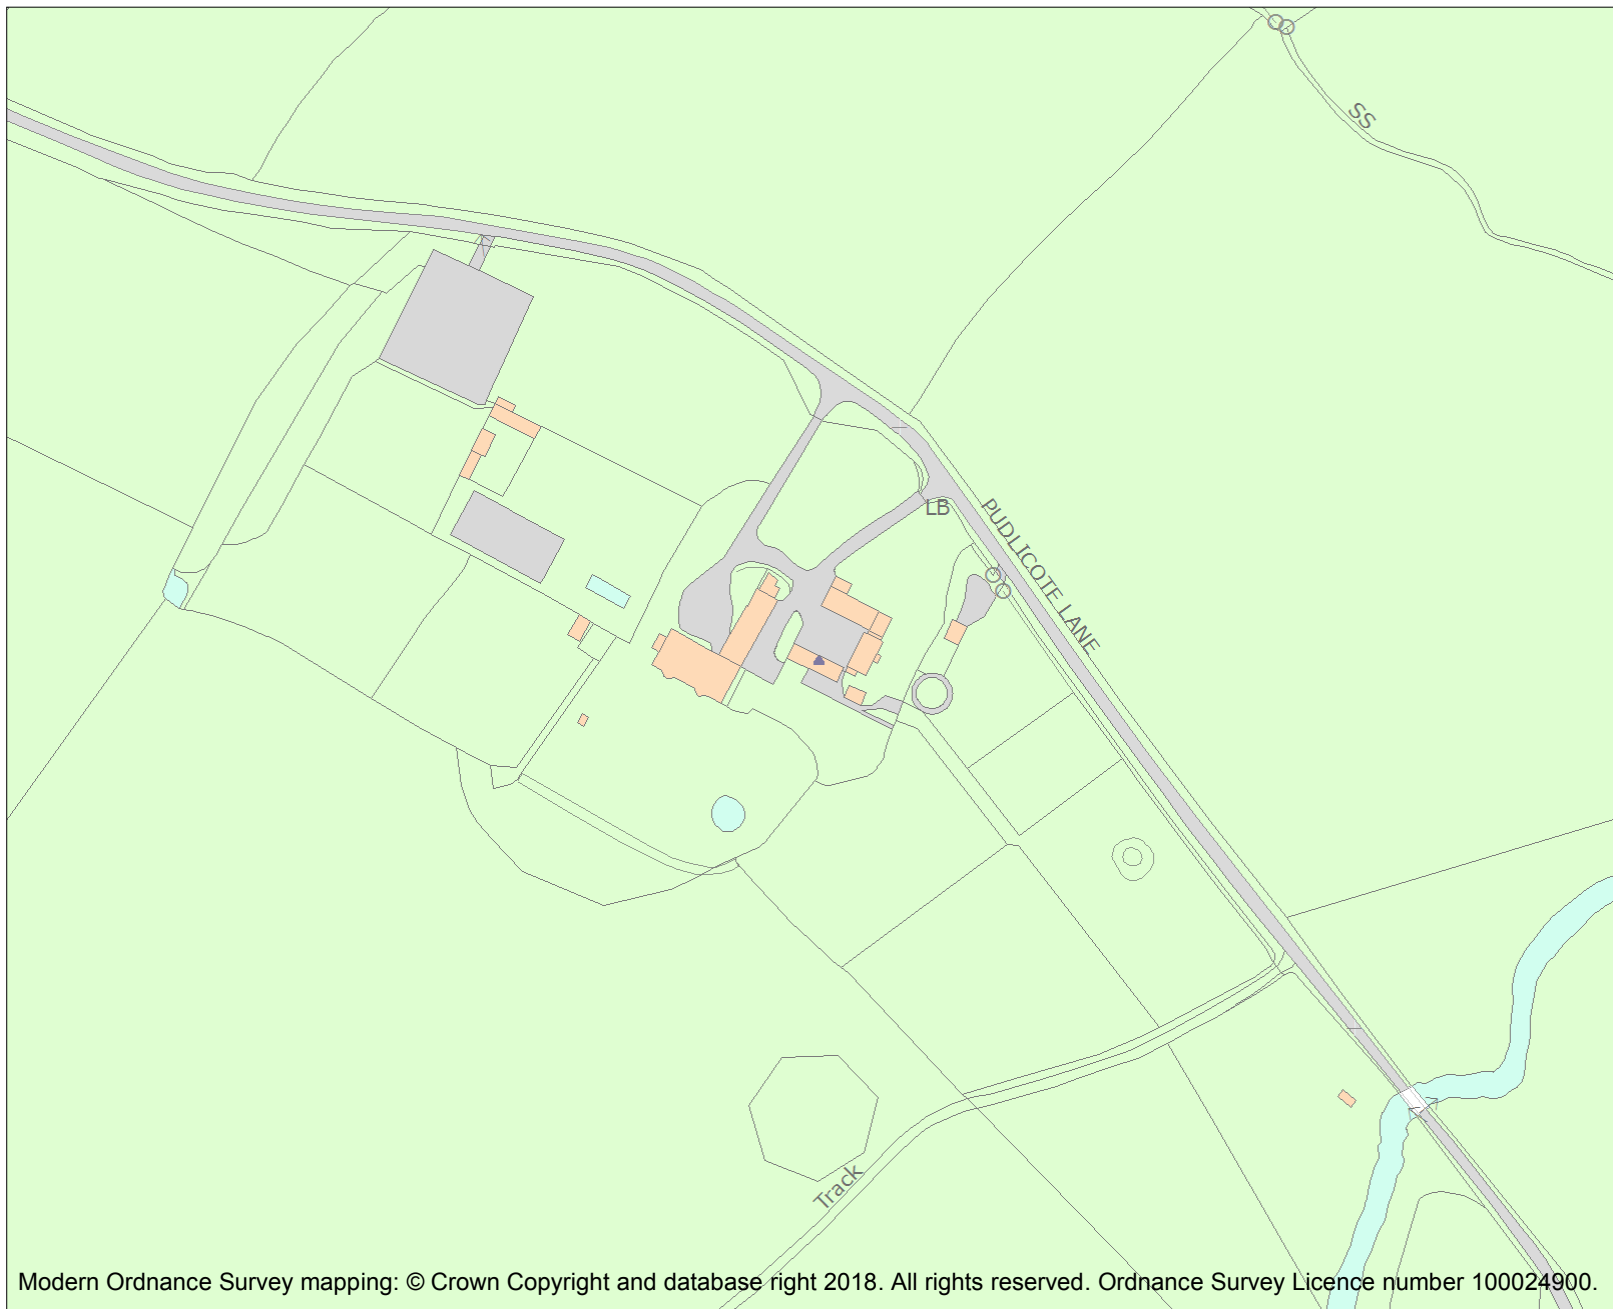 SS
LB
PUDLICOTE LANE
Track
Modern Ordnance Survey mapping: © Crown Copyright and database right 2018. All rights reserved. Ordnance Survey Licence number 100024900.